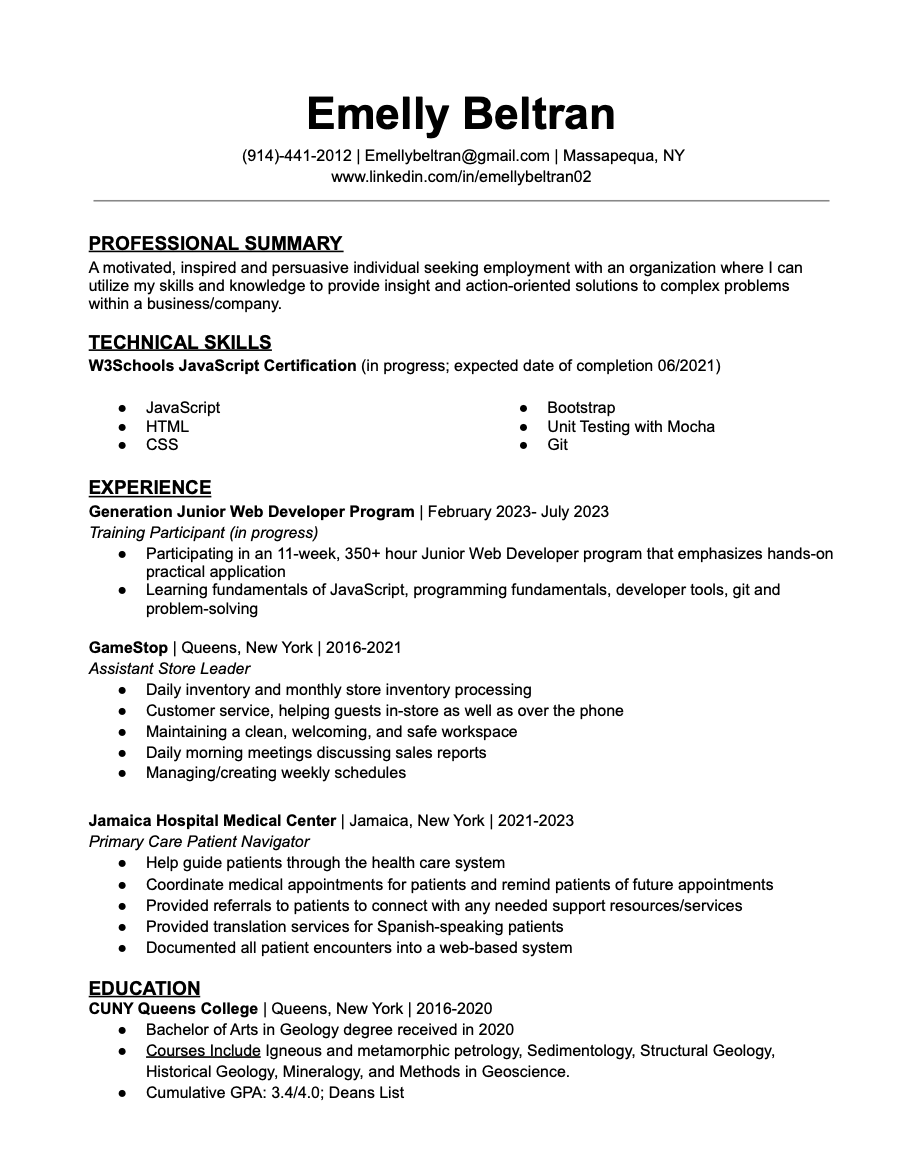 Emelly Beltran
(914)-441-2012 | Emellybeltran@gmail.com | Massapequa, NY
www.linkedin.com/in/emellybeltran02
PROFESSIONAL SUMMARY
A motivated, inspired and persuasive individual seeking employment with an organization where I can
utilize my skills and knowledge to provide insight and action-oriented solutions to complex problems
within a business/company.
TECHNICAL SKILLS
W3Schools JavaScript Certification (in progress; expected date of completion 06/2021)
● JavaScript
● HTML
● CSS
● Bootstrap
● Unit Testing with Mocha
● Git
EXPERIENCE
Generation Junior Web Developer Program | February 2023- July 2023
Training Participant (in progress)
● Participating in an 11-week, 350+ hour Junior Web Developer program that emphasizes hands-on
practical application
● Learning fundamentals of JavaScript, programming fundamentals, developer tools, git and
problem-solving
GameStop | Queens, New York | 2016-2021
Assistant Store Leader
● Daily inventory and monthly store inventory processing
● Customer service, helping guests in-store as well as over the phone
● Maintaining a clean, welcoming, and safe workspace
● Daily morning meetings discussing sales reports
● Managing/creating weekly schedules
Jamaica Hospital Medical Center | Jamaica, New York | 2021-2023
Primary Care Patient Navigator
● Help guide patients through the health care system
● Coordinate medical appointments for patients and remind patients of future appointments
● Provided referrals to patients to connect with any needed support resources/services
● Provided translation services for Spanish-speaking patients
● Documented all patient encounters into a web-based system
EDUCATION
CUNY Queens College | Queens, New York | 2016-2020
● Bachelor of Arts in Geology degree received in 2020
● Courses Include Igneous and metamorphic petrology, Sedimentology, Structural Geology,
Historical Geology, Mineralogy, and Methods in Geoscience.
● Cumulative GPA: 3.4/4.0; Deans List